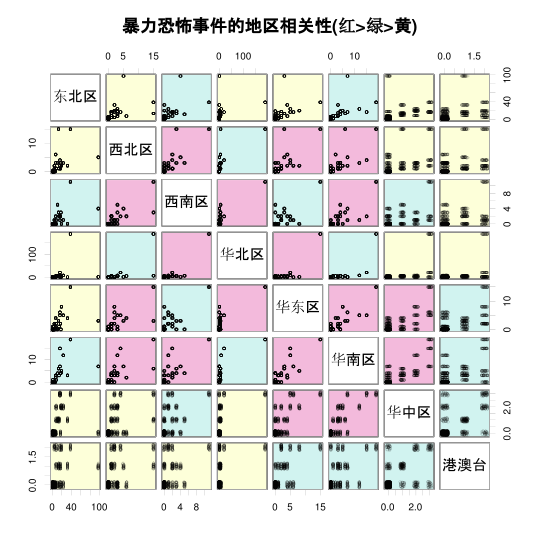 暴力恐怖事件的地区相关性(红>绿>黄)
0 5 15 0 100 0 10 0.0 1.5
东北区 0 40 100
0 10 西北区
西南区 0 4 8
0 100 华北区
华东区 0 5 15
0 10 华南区
华中区 0.0 2.0
0.0 1.5 港澳台
0 40 100 0 4 8 0 5 15 0.0 2.0